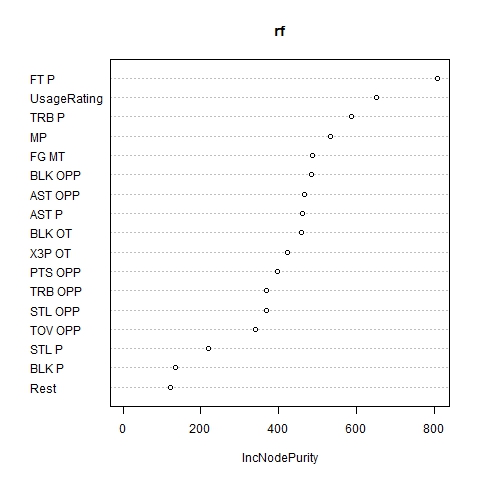 rf
FT P
UsageRating
TRB P
MP
FG MT
BLK OPP
AST OPP
AST P
BLK OT
X3P OT
PTS OPP
TRB OPP
STL OPP
TOV OPP
STL P
BLK P
Rest
0 200 400 600 800
IncNodePurity